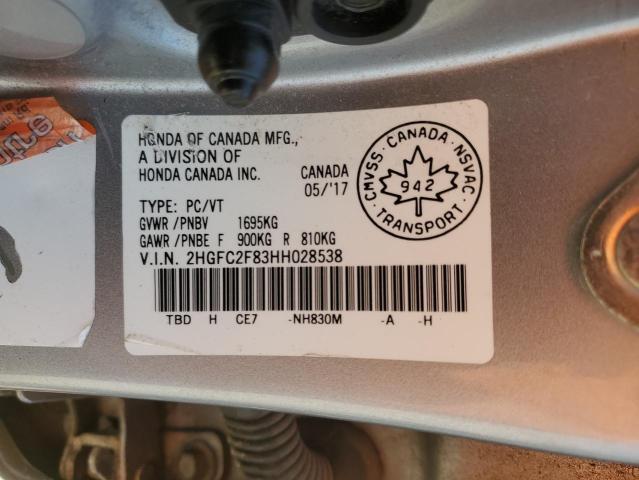 HONDA OF CANADA MFG.,
A DIVISION OF
HONDA CANADA INC. CANADA
05/'17
TYPE: PC/VT
GVWR /PNBV 1695KG
GAWR /PNBE F 900KG R 810KG
V.I.N. 2HGFC2F83HH028538
TBD H CE7 -NH830M -A -H
CMVSS · CANADA · NSVAC
942
TRANSPORT